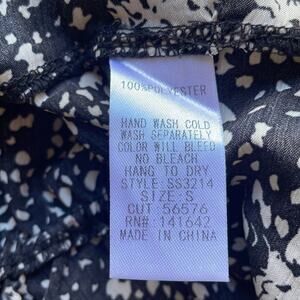 100%POLYESTER
HAND WASH COLD
WASH SEPARATELY
COLOR WILL BLEED
NO BLEACH
HANG TO DRY
STYLE: SS3214
SIZE: S
CUT: 56576
RN#: 141642
MADE IN CHINA